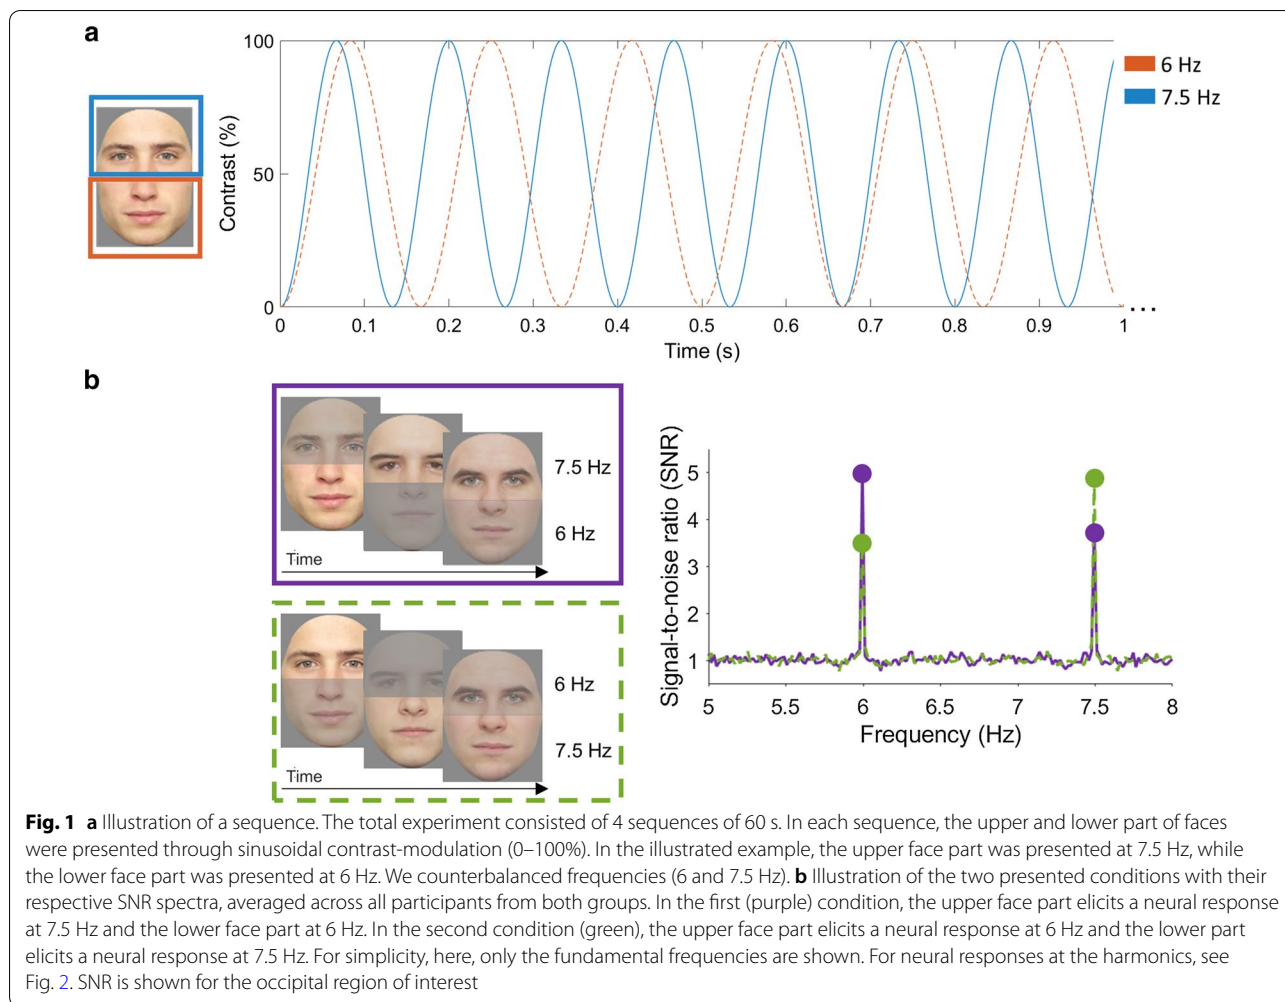 a
100
50
0
Contrast (%)
0 0.1 0.2 0.3 0.4 0.5 0.6 0.7 0.8 0.9 1
...
Time (s)
6 Hz
7.5 Hz
b
7.5 Hz
6 Hz
Time
6 Hz
7.5 Hz
Time
Signal-to-noise ratio (SNR)
5
4
3
2
1
5 5.5 6 6.5 7 7.5 8
Frequency (Hz)
Fig. 1 a Illustration of a sequence. The total experiment consisted of 4 sequences of 60 s. In each sequence, the upper and lower part of faces
were presented through sinusoidal contrast-modulation (0–100%). In the illustrated example, the upper face part was presented at 7.5 Hz, while
the lower face part was presented at 6 Hz. We counterbalanced frequencies (6 and 7.5 Hz). b Illustration of the two presented conditions with their
respective SNR spectra, averaged across all participants from both groups. In the first (purple) condition, the upper face part elicits a neural response
at 7.5 Hz and the lower face part at 6 Hz. In the second condition (green), the upper face part elicits a neural response at 6 Hz and the lower part
elicits a neural response at 7.5 Hz. For simplicity, here, only the fundamental frequencies are shown. For neural responses at the harmonics, see
Fig. 2. SNR is shown for the occipital region of interest